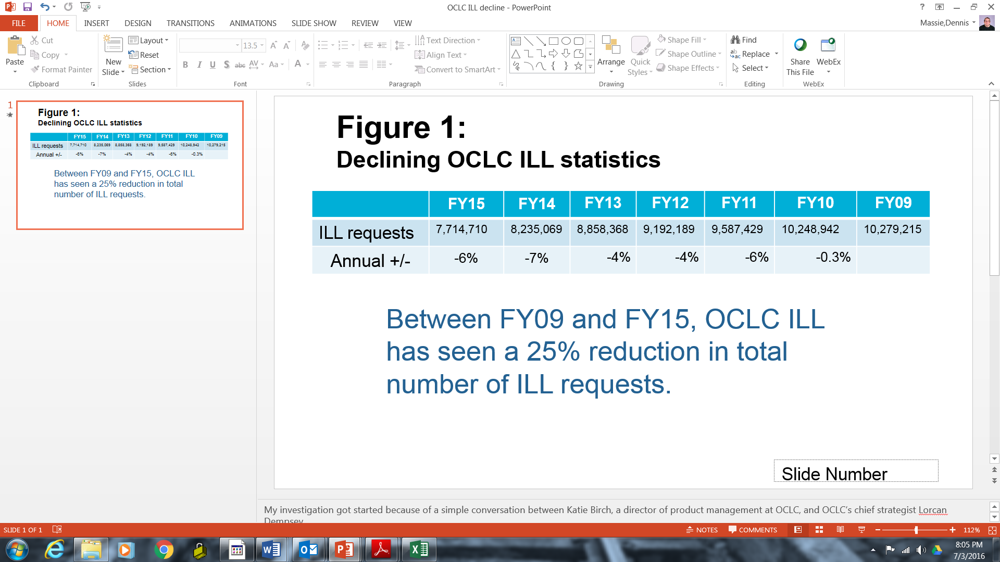 OCLC ILL decline - PowerPoint
?
FILE HOME INSERT DESIGN TRANSITIONS ANIMATIONS SLIDE SHOW REVIEW VIEW
Massie,Dennis
Paste
Cut
Copy
Format Painter
Clipboard
New
Slide
Layout
Reset
Section
Slides
13.5
B I U S abc AV Aa A
Font
Text Direction
Align Text
Convert to SmartArt
Paragraph
Arrange
Quick
Styles
Shape Fill
Shape Outline
Shape Effects
Drawing
Find
Replace
Select
Editing
Share
This File
WebEx
WebEx
1
Figure 1:
Declining OCLC ILL statistics
FY15 FY14 FY13 FY12 FY11 FY10 FY09
ILL requests 7,714,710 8,235,069 8,858,368 9,192,189 9,587,429 10,248,942 10,279,215
Annual +/- -6% -7% -4% -4% -6% -0.3%
Between FY09 and FY15, OCLC ILL
has seen a 25% reduction in total
number of ILL requests.
Figure 1:
Declining OCLC ILL statistics
FY15 FY14 FY13 FY12 FY11 FY10 FY09
ILL requests 7,714,710 8,235,069 8,858,368 9,192,189 9,587,429 10,248,942 10,279,215
Annual +/- -6% -7% -4% -4% -6% -0.3%
Between FY09 and FY15, OCLC ILL
has seen a 25% reduction in total
number of ILL requests.
Slide Number
My investigation got started because of a simple conversation between Katie Birch, a director of product management at OCLC, and OCLC's chief strategist Lorcan
Dempsey
SLIDE 1 OF 1
NOTES COMMENTS 112%
8:05 PM
7/3/2016